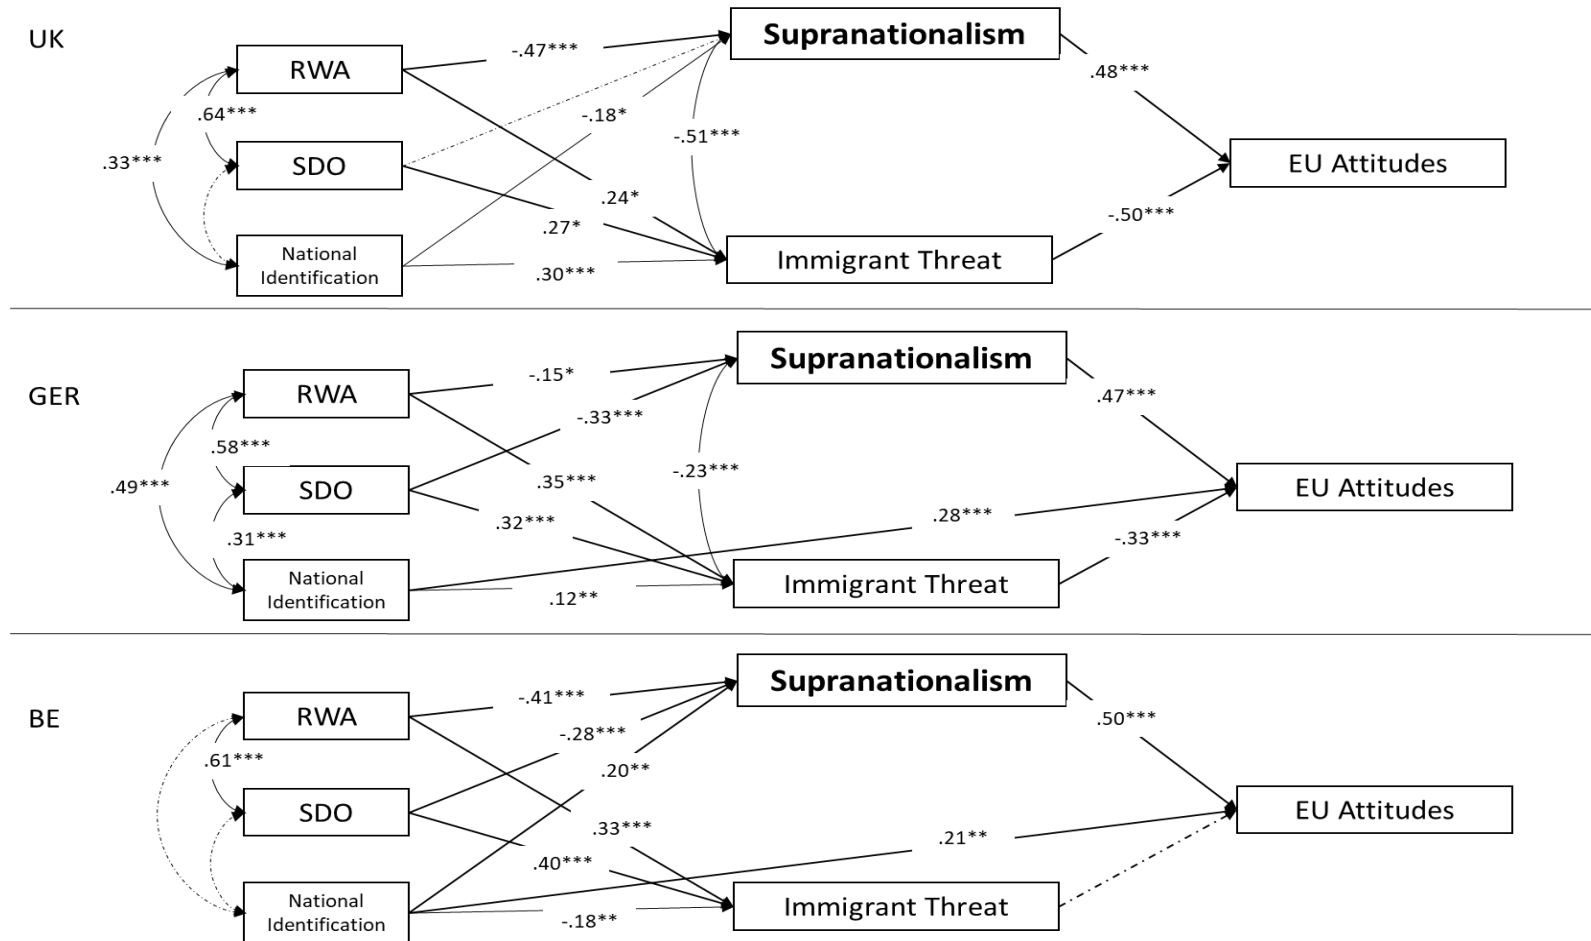 UK
RWA
SDO
National
Identification
Supranationalism
Immigrant Threat
EU Attitudes
-.47***
.48***
.64***
-.18*
-.51***
.33***
.24*
-.50***
.27*
.30***
GER
RWA
SDO
National
Identification
Supranationalism
Immigrant Threat
EU Attitudes
-.15*
.47***
-.33***
.58***
-.23***
.35***
.49***
.32***
.28***
.31***
-.33***
.12**
BE
RWA
SDO
National
Identification
Supranationalism
Immigrant Threat
EU Attitudes
-.41***
.50***
-.28***
.61***
.20**
.33***
.21**
.40***
-.18**